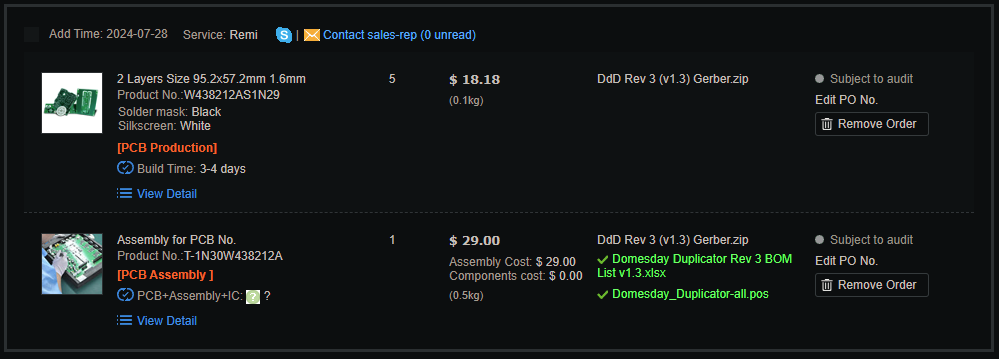 Add Time: 2024-07-28 Service: Remi | Contact sales-rep (0 unread)
2 Layers Size 95.2x57.2mm 1.6mm
Product No.:W438212AS1N29
Solder mask: Black
Silkscreen: White
[PCB Production]
Build Time: 3-4 days
View Detail
5
$ 18.18
(0.1kg)
DdD Rev 3 (v1.3) Gerber.zip
Subject to audit
Edit PO No.
Remove Order
Assembly for PCB No.
Product No.:T-1N30W438212A
[PCB Assembly ]
PCB+Assembly+IC: ? ?
View Detail
1
$ 29.00
Assembly Cost: $ 29.00
Components cost: $ 0.00
(0.5kg)
DdD Rev 3 (v1.3) Gerber.zip
Domesday Duplicator Rev 3 BOM
List v1.3.xlsx
Domesday_Duplicator-all.pos
Subject to audit
Edit PO No.
Remove Order